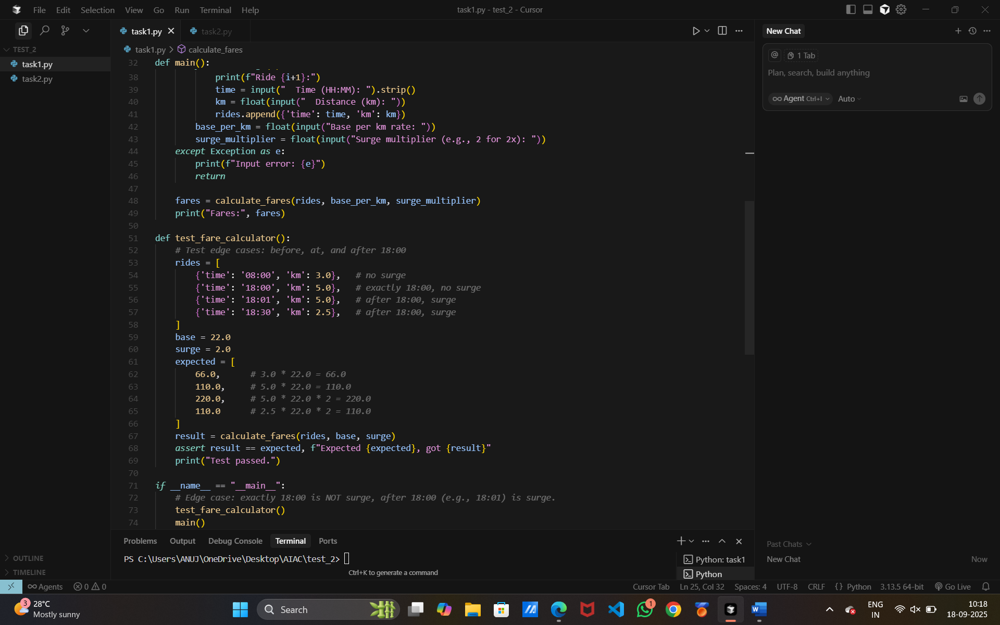 File Edit Selection View Go Run Terminal Help
task1.py - test_2 - Cursor
task1.py
task2.py
New Chat
TEST_2
task1.py
task2.py
task1.py > calculate_fares
32 def main():
38 print(f"Ride {i+1}:")
39 time = input("  Time (HH:MM): ").strip()
40 km = float(input("  Distance (km): "))
41 rides.append({'time': time, 'km': km})
42 base_per_km = float(input("Base per km rate: "))
43 surge_multiplier = float(input("Surge multiplier (e.g., 2 for 2x): "))
44 except Exception as e:
45 print(f"Input error: {e}")
46 return
47
48 fares = calculate_fares(rides, base_per_km, surge_multiplier)
49 print("Fares:", fares)
50
51 def test_fare_calculator():
52 # Test edge cases: before, at, and after 18:00
53 rides = [
54 {'time': '08:00', 'km': 3.0},   # no surge
55 {'time': '18:00', 'km': 5.0},   # exactly 18:00, no surge
56 {'time': '18:01', 'km': 5.0},   # after 18:00, surge
57 {'time': '18:30', 'km': 2.5},   # after 18:00, surge
58 ]
59 base = 22.0
60 surge = 2.0
61 expected = [
62 66.0,      # 3.0 * 22.0 = 66.0
63 110.0,     # 5.0 * 22.0 = 110.0
64 220.0,     # 5.0 * 22.0 * 2 = 220.0
65 110.0      # 2.5 * 22.0 * 2 = 110.0
66 ]
67 result = calculate_fares(rides, base, surge)
68 assert result == expected, f"Expected {expected}, got {result}"
69 print("Test passed.")
70
71 if __name__ == "__main__":
72 # Edge case: exactly 18:00 is NOT surge, after 18:00 (e.g., 18:01) is surge.
73 test_fare_calculator()
74 main()
@ 1 Tab
Plan, search, build anything
Agent Ctrl+I Auto
Past Chats
New Chat Now
OUTLINE
TIMELINE
Problems Output Debug Console Terminal Ports
PS C:\Users\ANUJ\OneDrive\Desktop\AIAC\test_2>
Ctrl+K to generate a command
Python: task1
Python
Agents 0 0
Cursor Tab Ln 25, Col 32 Spaces: 4 UTF-8 CRLF {} Python 3.13.5 64-bit Go Live
3
28°C
Mostly sunny
Search
1
W
ENG
IN
10:18
18-09-2025